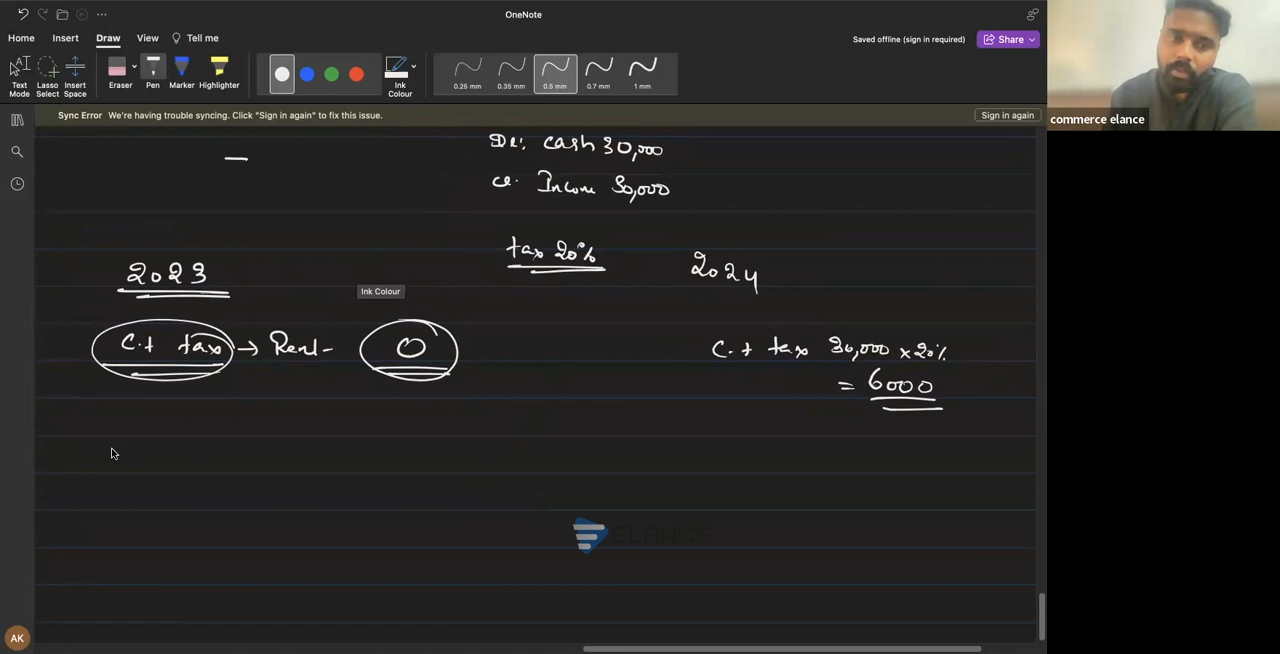 OneNote
Home Insert Draw View Tell me
Saved offline (sign in required)
Share
Text Mode
Lasso Select
Insert Space
Eraser
Pen
Marker
Highlighter
Ink Colour
0.25 mm
0.35 mm
0.5 mm
0.7 mm
1 mm
commerce elance
Sync Error We're having trouble syncing. Click "Sign in again" to fix this issue.
Sign in again
Dr: cash 30,000
Cr. Income 30,000
tax 20%
2023
2024
Ink Colour
C.t tax → Rent - 0
C.t tax 30,000 x 20%
= 6000
ELANCE
AK